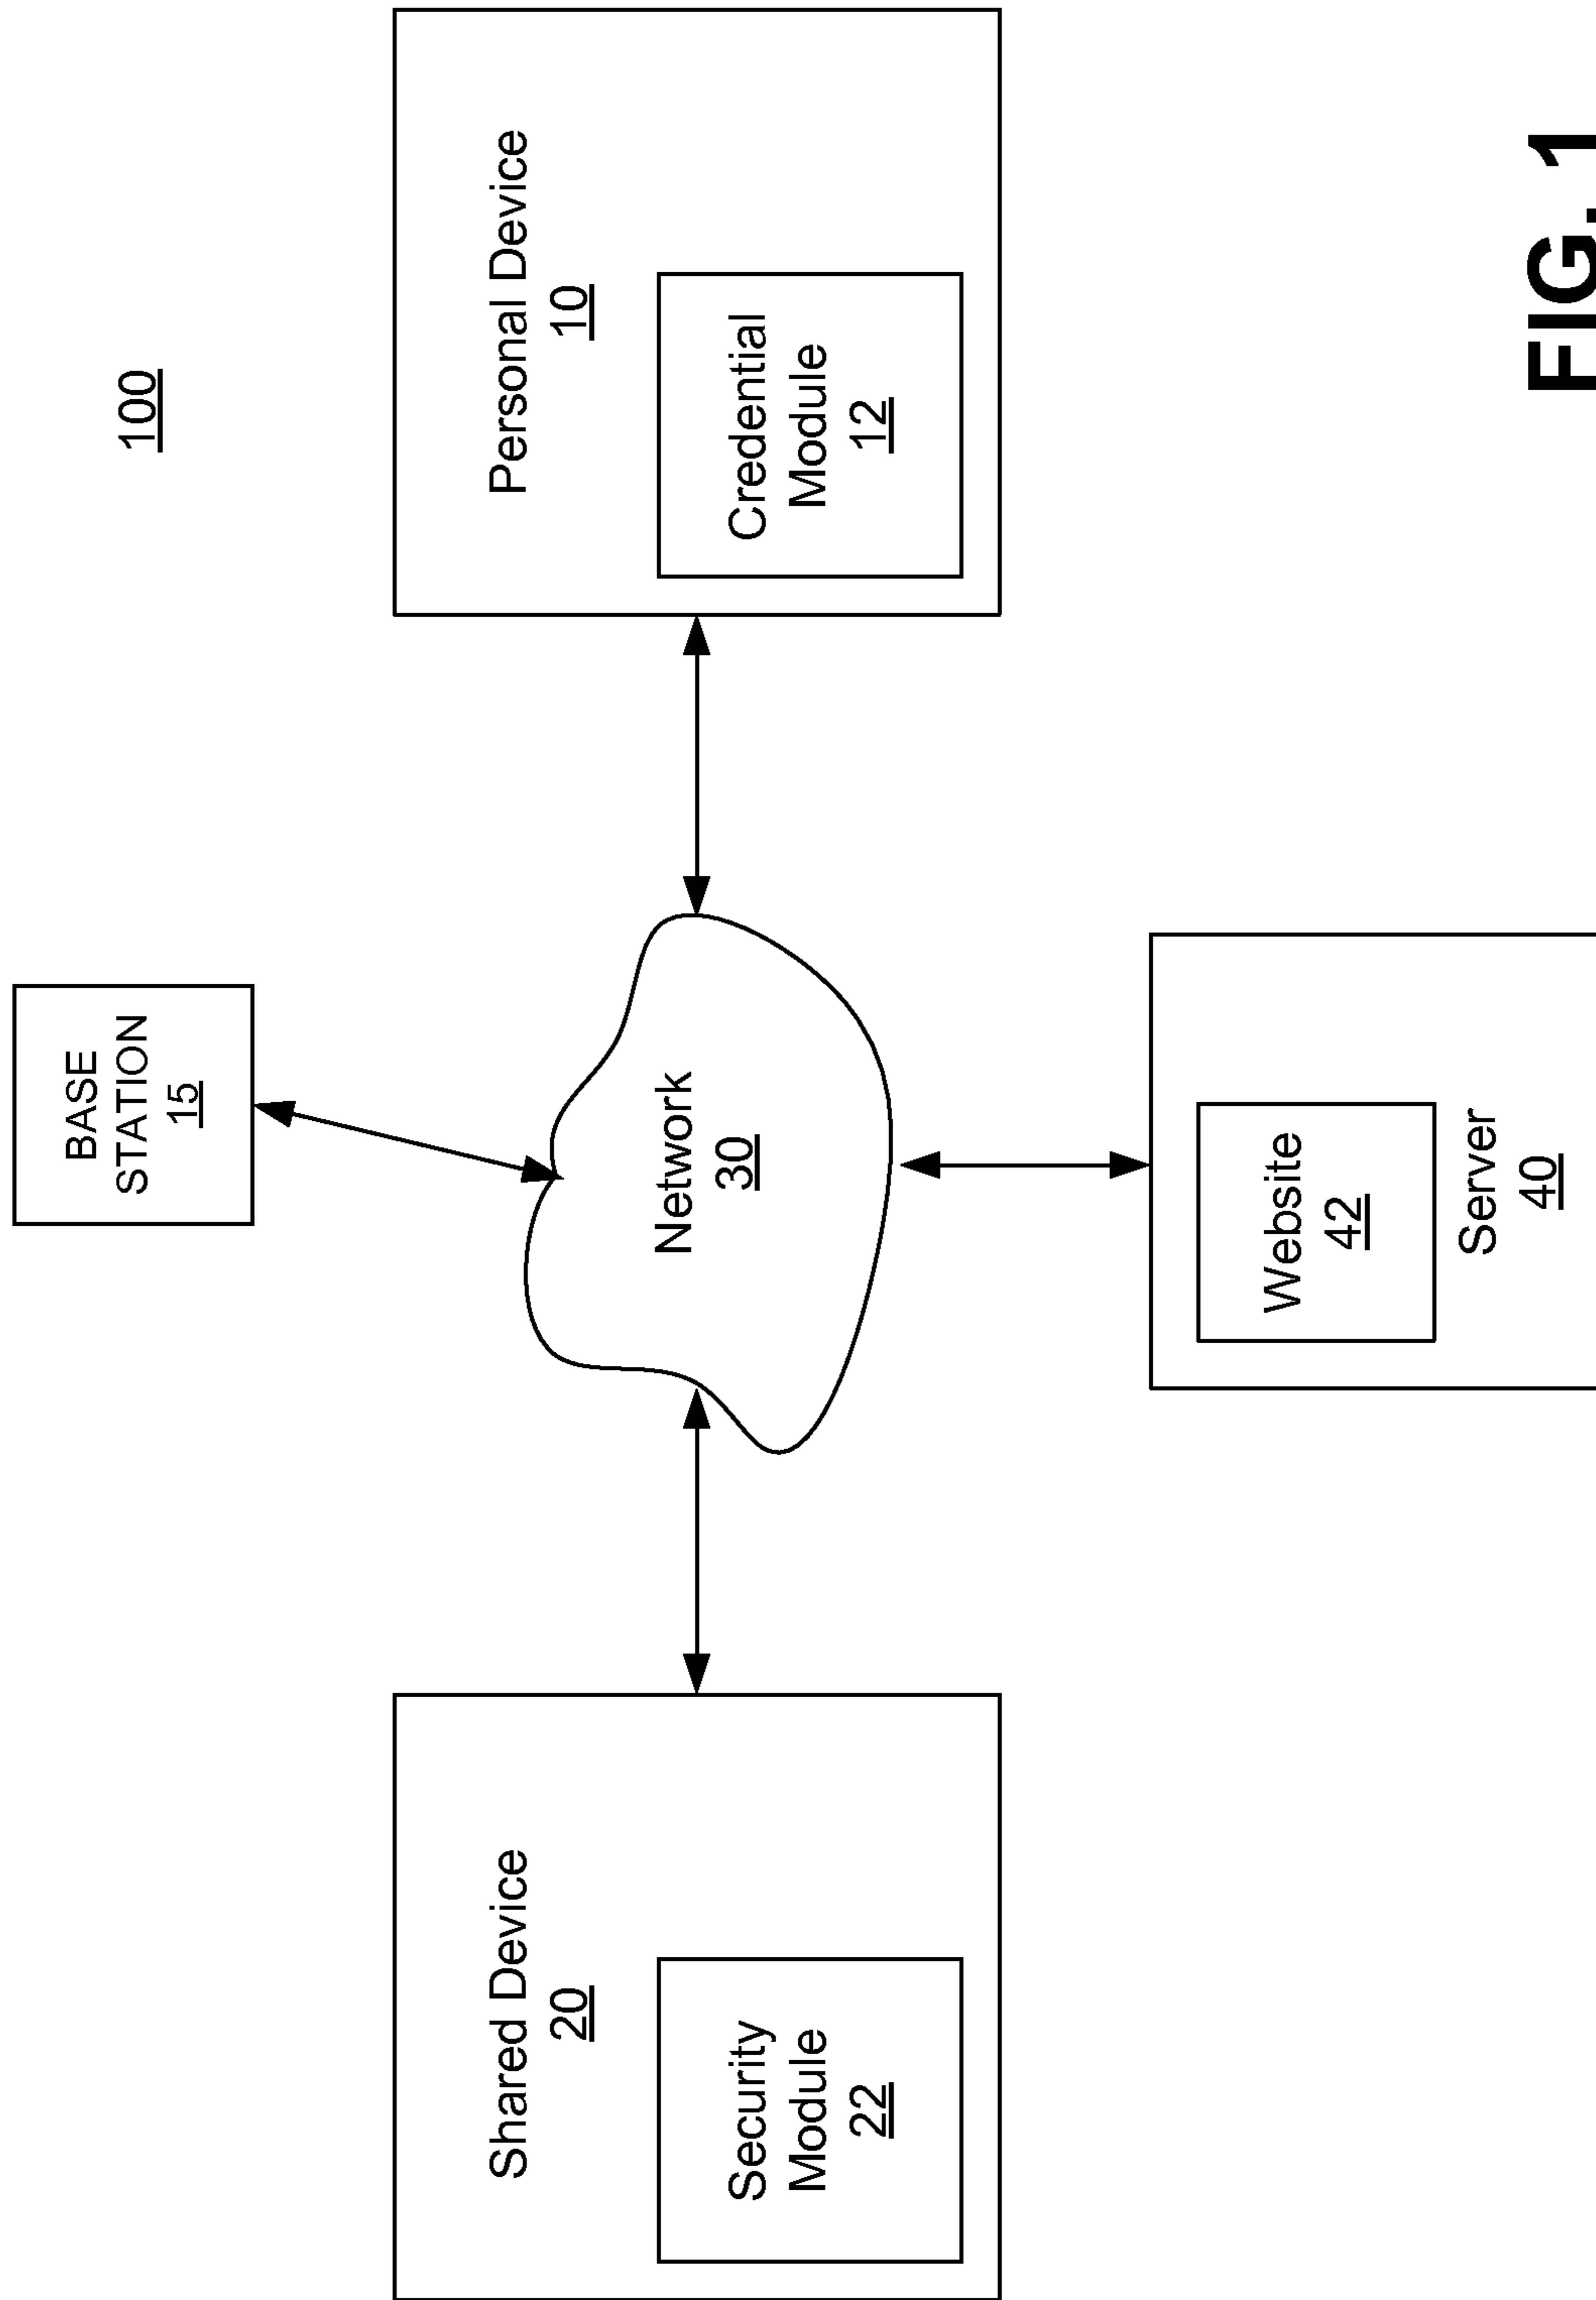 100
BASE
STATION
15
Shared Device
20
Security
Module
22
Network
30
Personal Device
10
Credential
Module
12
Website
42
Server
40
FIG. 1